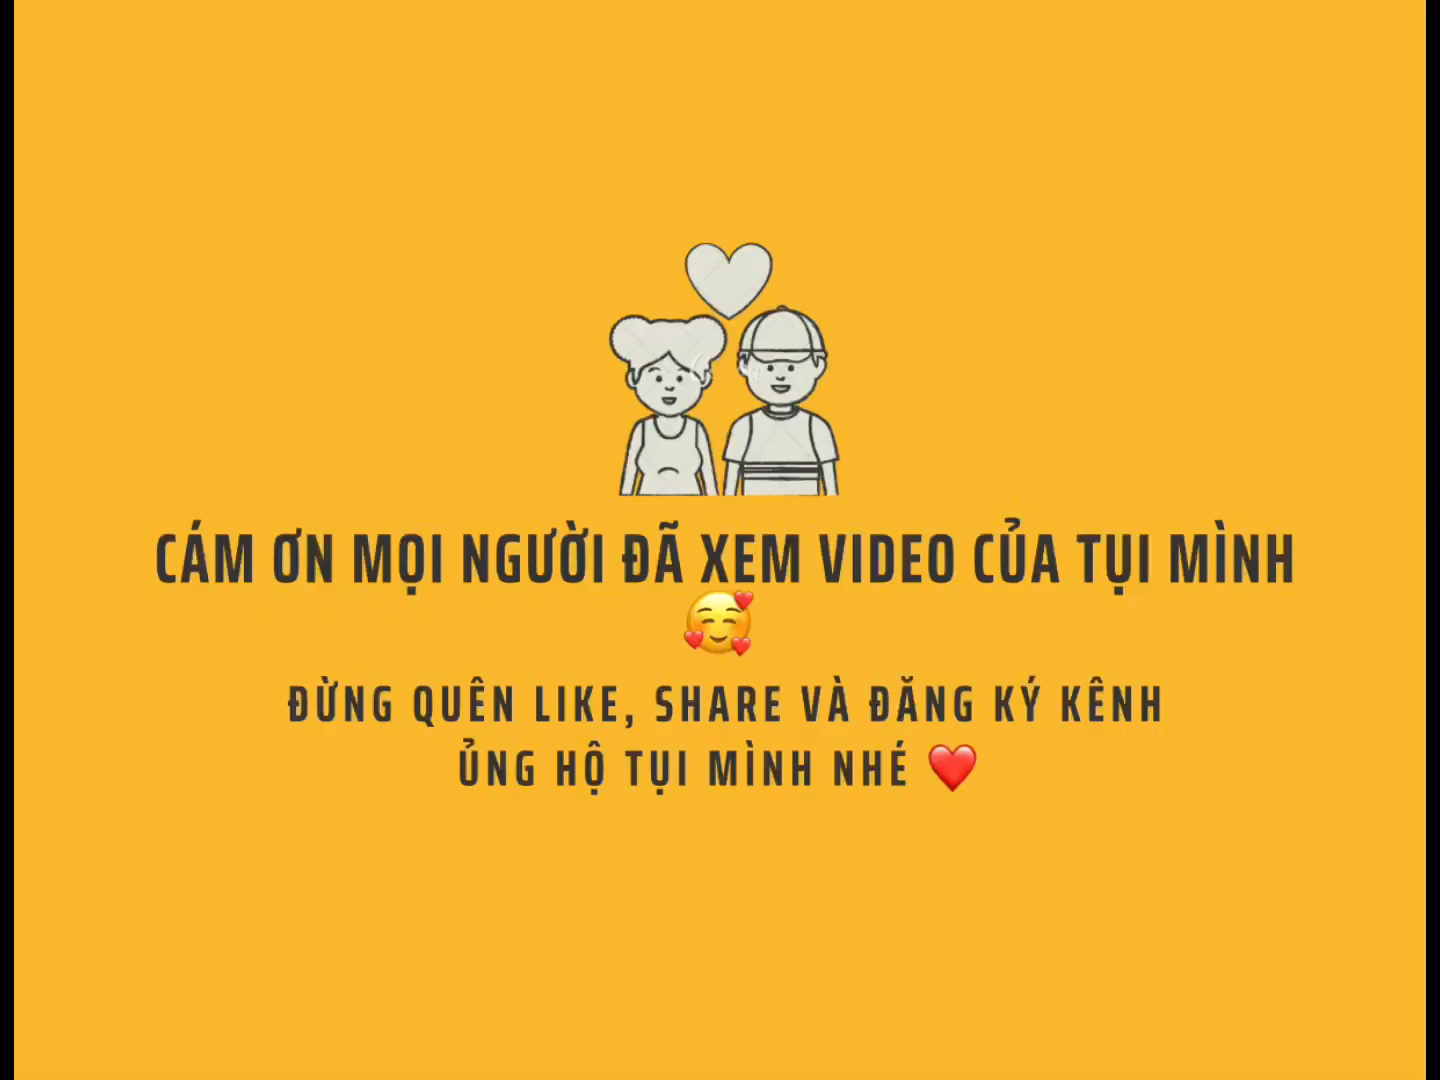 CÁM ƠN MỌI NGƯỜI ĐÃ XEM VIDEO CỦA TỤI MÌNH
🥰
ĐỪNG QUÊN LIKE, SHARE VÀ ĐĂNG KÝ KÊNH
ỦNG HỘ TỤI MÌNH NHÉ ❤️